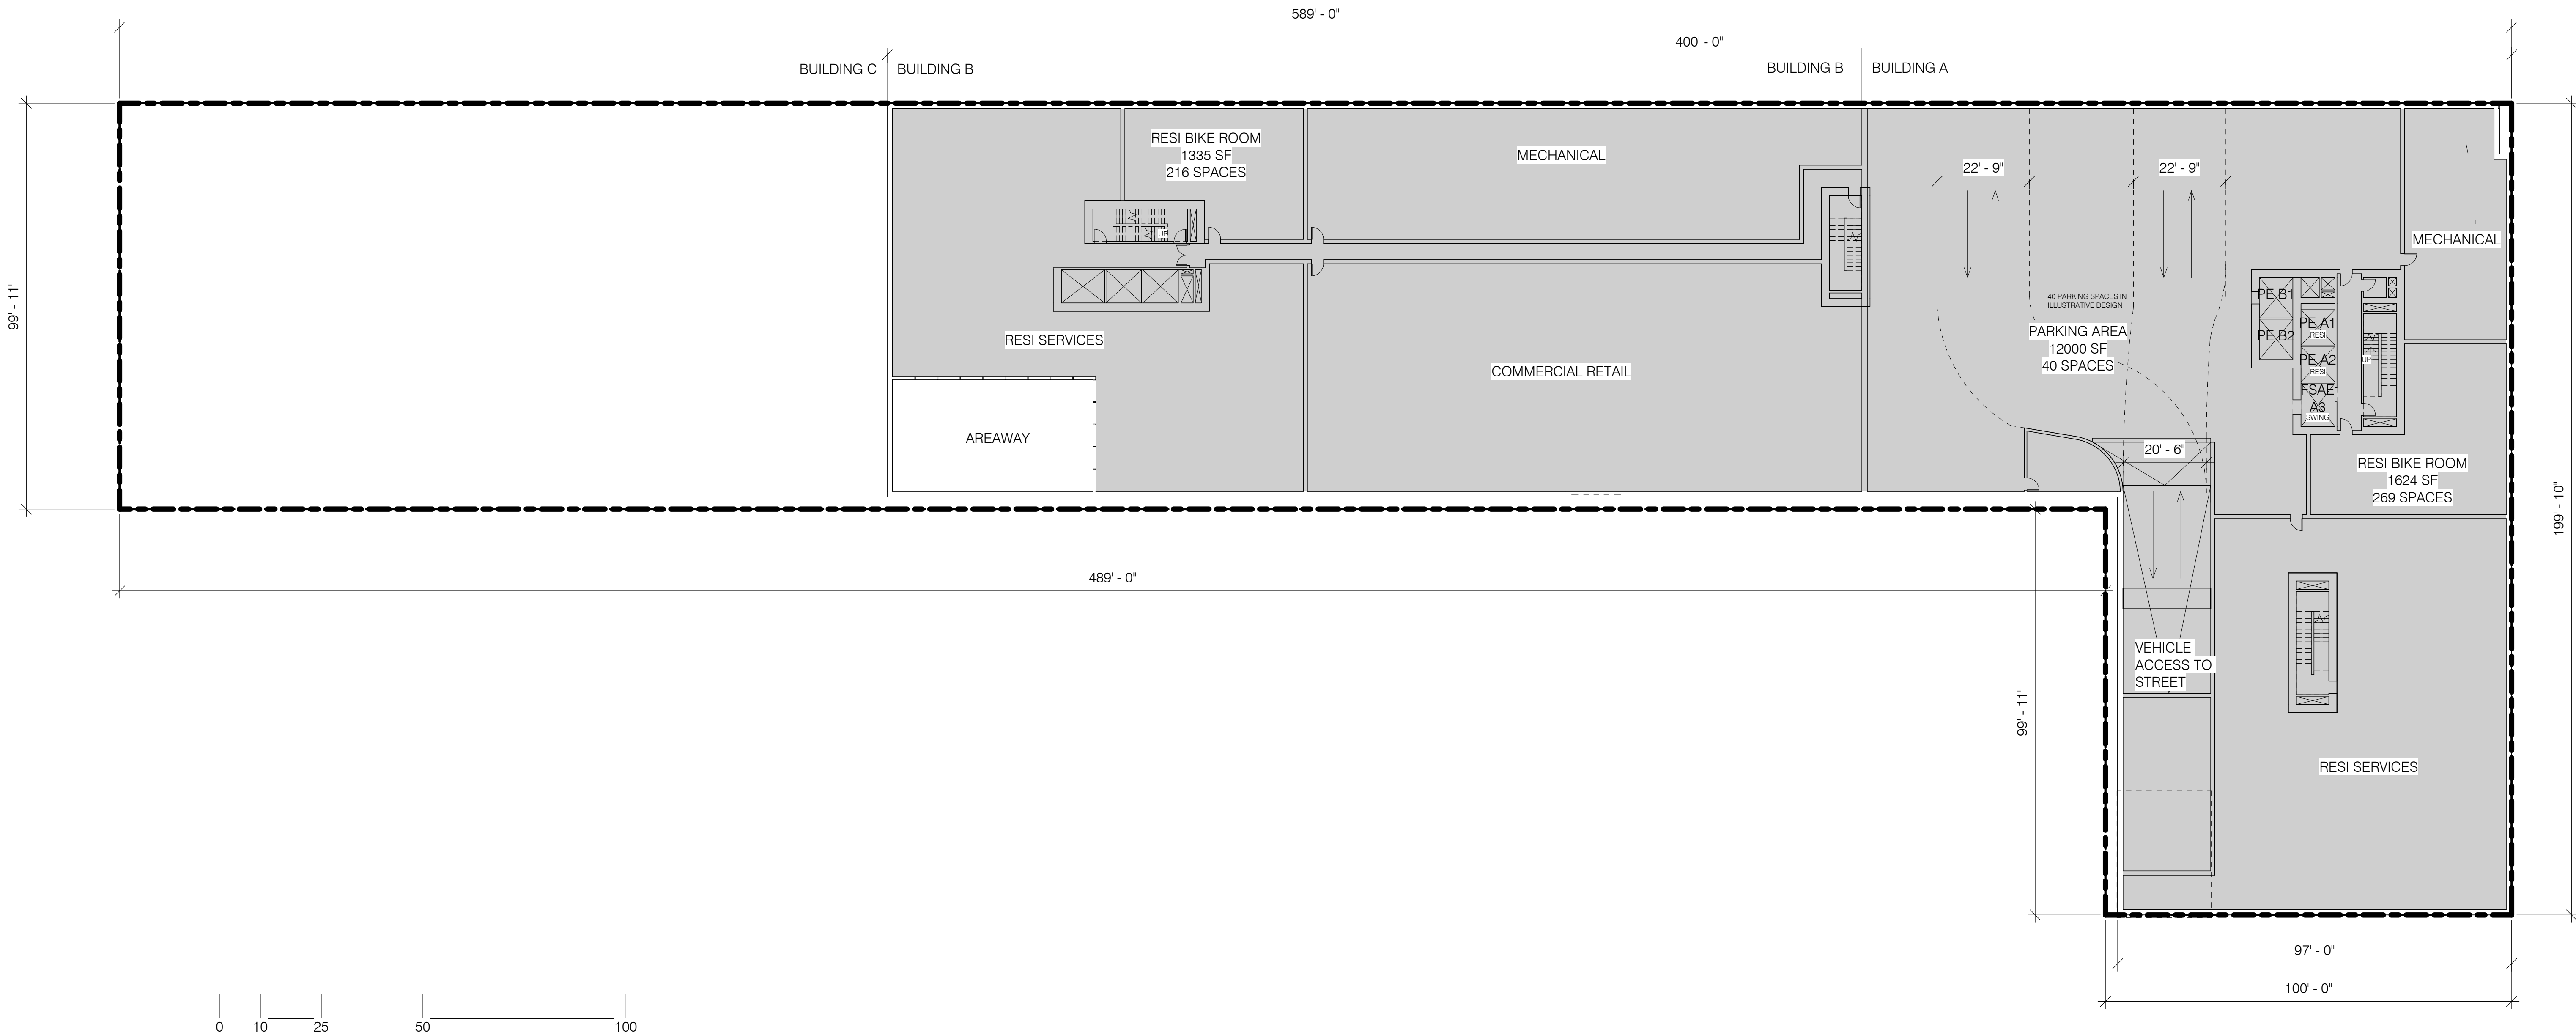 589' - 0"
400' - 0"
BUILDING C
BUILDING B
BUILDING B
BUILDING A
RESI BIKE ROOM
1335 SF
216 SPACES
MECHANICAL
22' - 9"
22' - 9"
UP
MECHANICAL
99' - 11"
40 PARKING SPACES IN
ILLUSTRATIVE DESIGN
PARKING AREA
12000 SF
40 SPACES
PE B1
PE B2
PE A1
RESI
PE A2
RESI
FSAE
A3
SWING
UP
RESI SERVICES
COMMERCIAL RETAIL
AREAWAY
20' - 6"
RESI BIKE ROOM
1624 SF
269 SPACES
199' - 10"
489' - 0"
VEHICLE
ACCESS TO
STREET
99' - 11"
RESI SERVICES
97' - 0"
100' - 0"
0 10 25 50 100